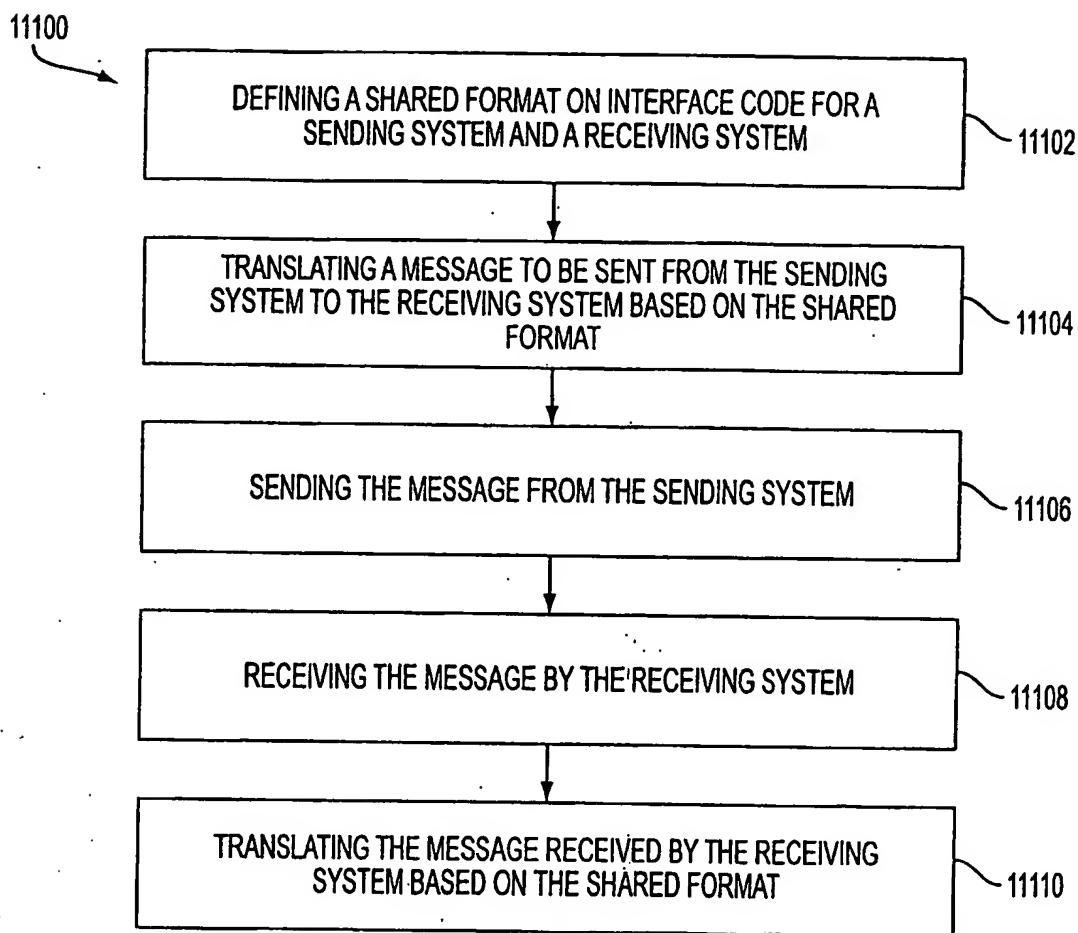 11100
DEFINING A SHARED FORMAT ON INTERFACE CODE FOR A
SENDING SYSTEM AND A RECEIVING SYSTEM
11102
TRANSLATING A MESSAGE TO BE SENT FROM THE SENDING
SYSTEM TO THE RECEIVING SYSTEM BASED ON THE SHARED
FORMAT
11104
SENDING THE MESSAGE FROM THE SENDING SYSTEM
11106
RECEIVING THE MESSAGE BY THE RECEIVING SYSTEM
11108
TRANSLATING THE MESSAGE RECEIVED BY THE RECEIVING
SYSTEM BASED ON THE SHARED FORMAT
11110